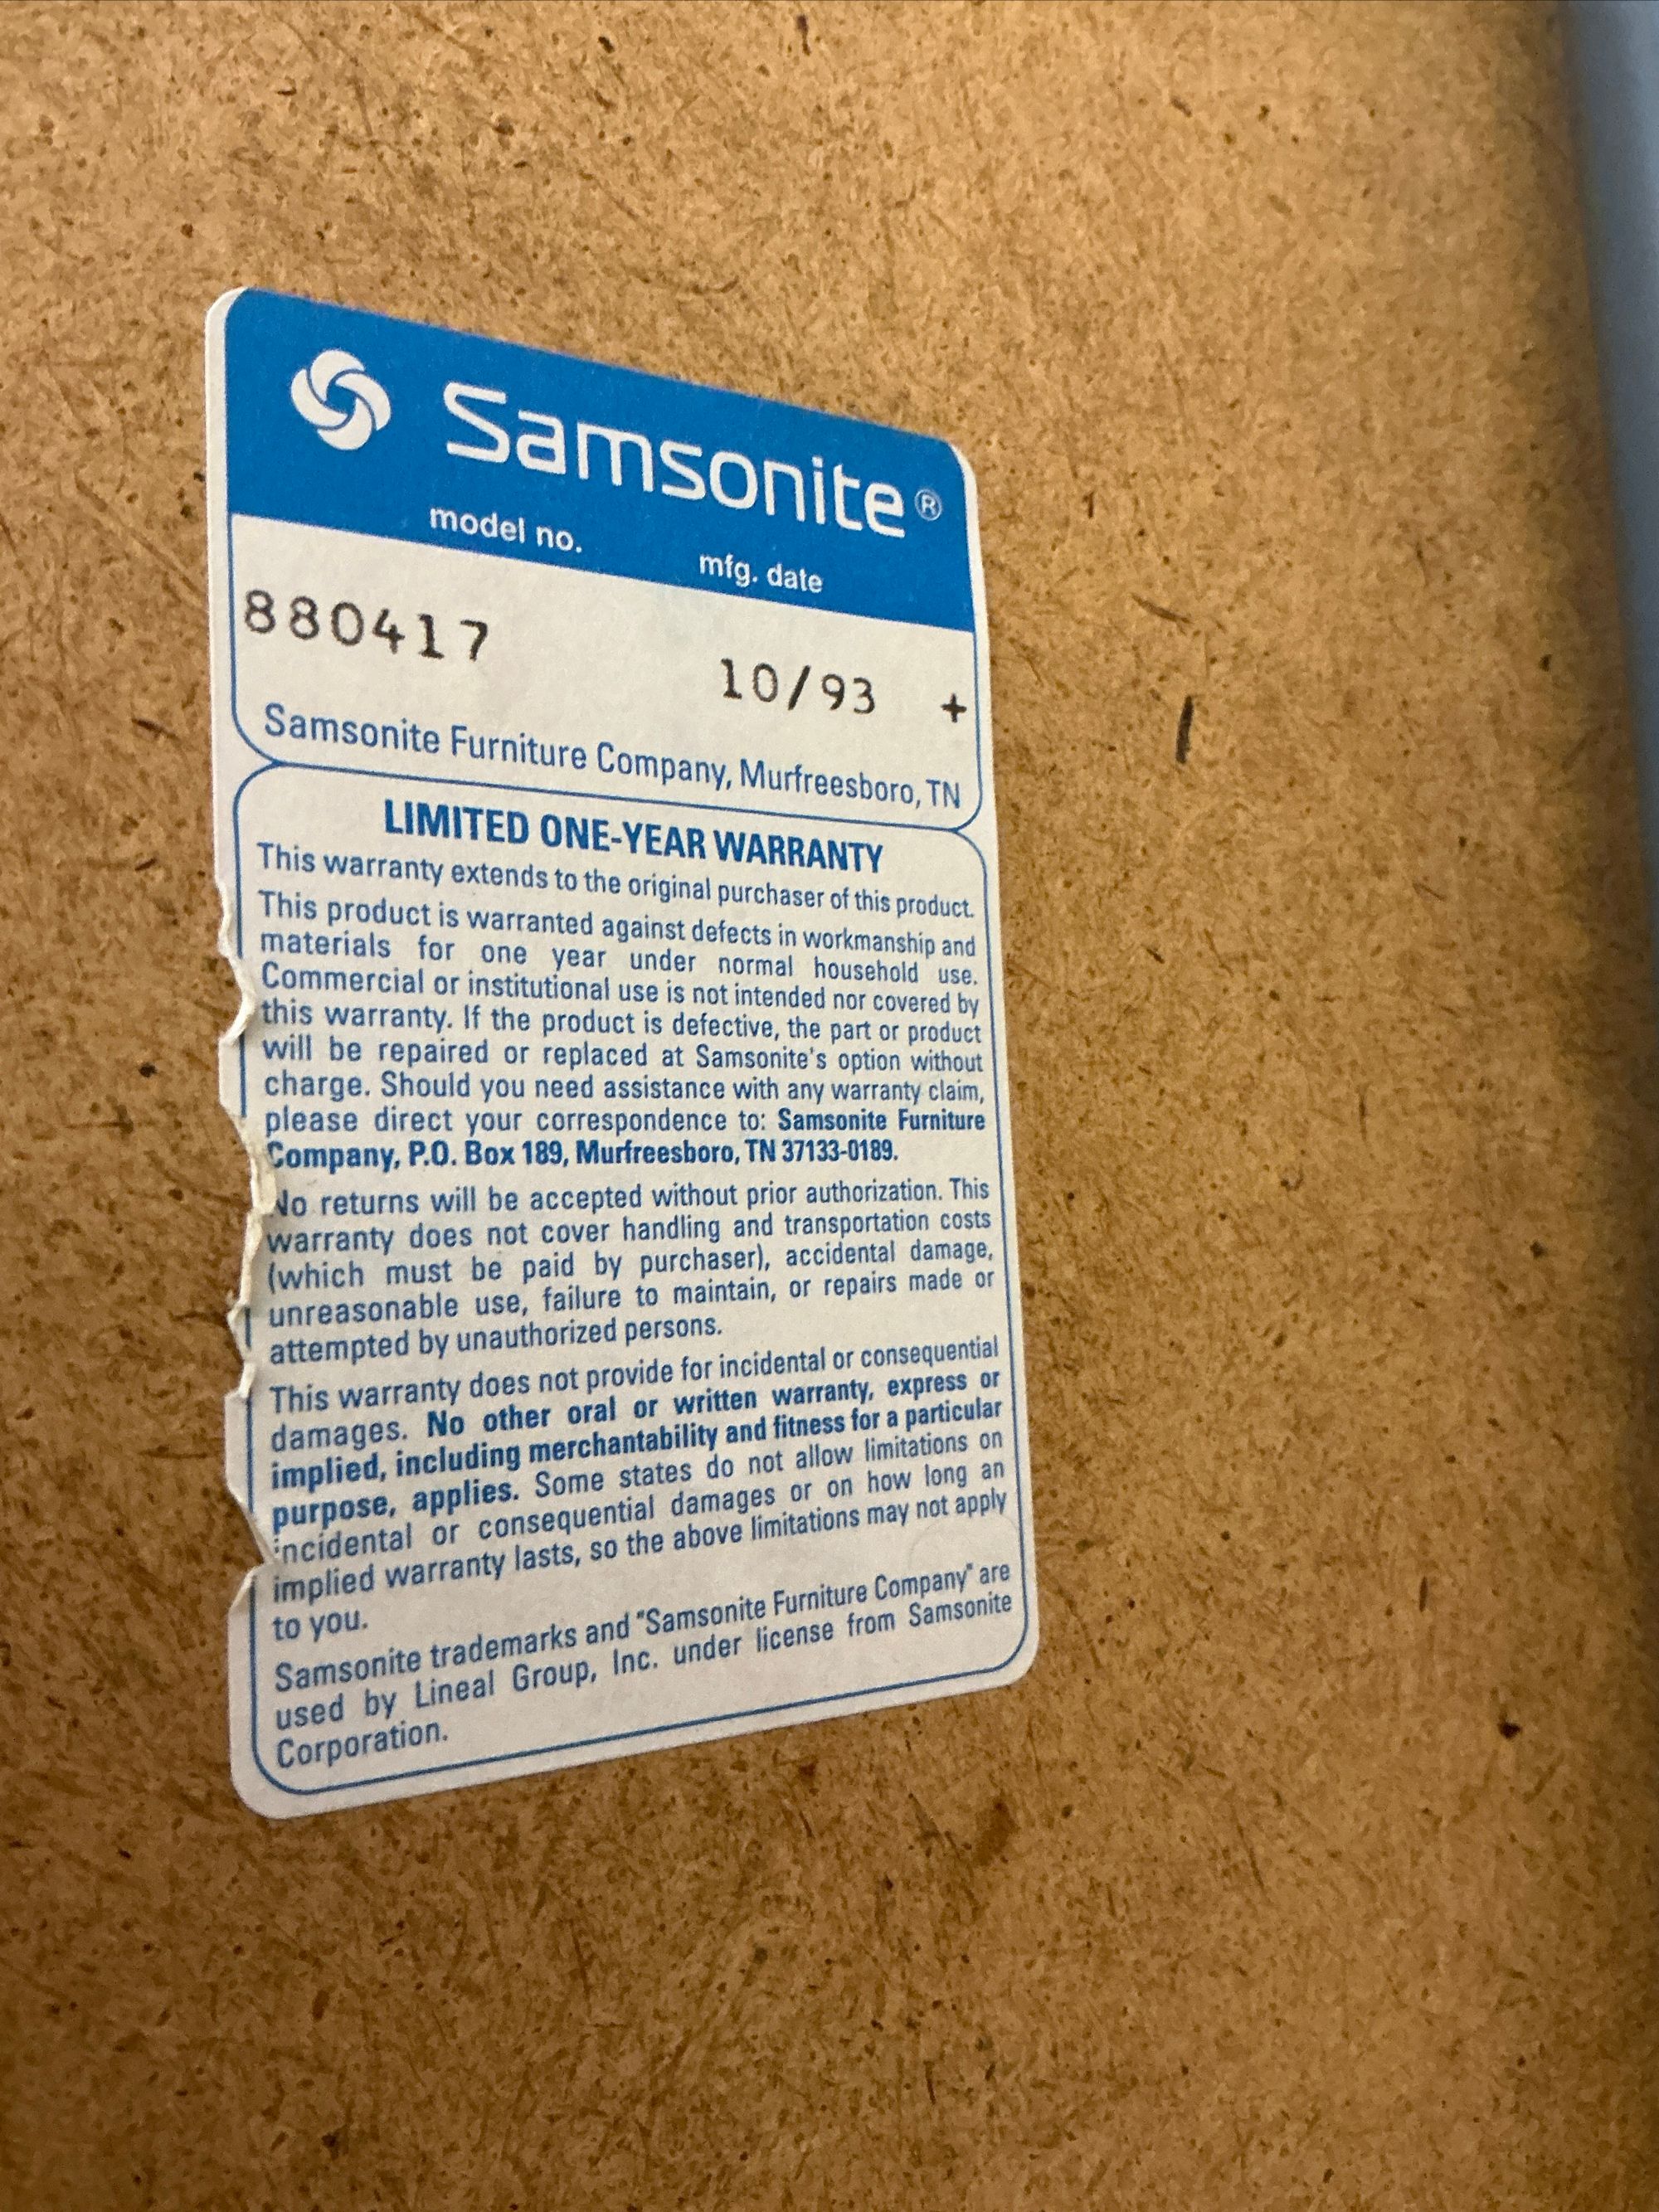 Samsonite®
model no. mfg. date
880417 10/93 +
Samsonite Furniture Company, Murfreesboro, TN
LIMITED ONE-YEAR WARRANTY
This warranty extends to the original purchaser of this product.
This product is warranted against defects in workmanship and
materials for one year under normal household use.
Commercial or institutional use is not intended nor covered by
this warranty. If the product is defective, the part or product
will be repaired or replaced at Samsonite's option without
charge. Should you need assistance with any warranty claim,
please direct your correspondence to: Samsonite Furniture
Company, P.O. Box 189, Murfreesboro, TN 37133-0189.
No returns will be accepted without prior authorization. This
warranty does not cover handling and transportation costs
(which must be paid by purchaser), accidental damage,
unreasonable use, failure to maintain, or repairs made or
attempted by unauthorized persons.
This warranty does not provide for incidental or consequential
damages. No other oral or written warranty, express or
implied, including merchantability and fitness for a particular
purpose, applies. Some states do not allow limitations on
incidental or consequential damages or on how long an
implied warranty lasts, so the above limitations may not apply
to you.
Samsonite trademarks and "Samsonite Furniture Company" are
used by Lineal Group, Inc. under license from Samsonite
Corporation.